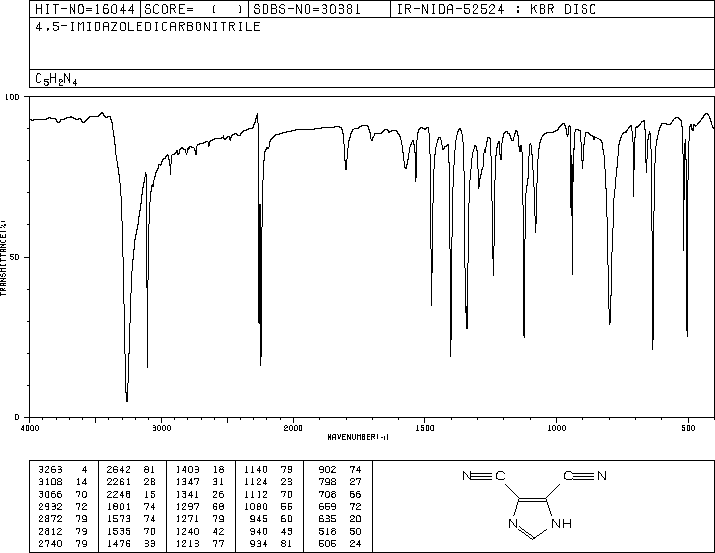 HIT-NO=16044 SCORE= ( ) SDBS-NO=30381 IR-NIDA-52524 : KBR DISC
4,5-IMIDAZOLEDICARBONITRILE
C5H2N4
100
TRANSMITTANCE(%)
50
0
4000 3000 2000 1500 1000 500
WAVENUMBER(-1)
3263 4 2642 81 1403 18 1140 79 902 74
3108 14 2261 28 1347 31 1124 23 798 27
3066 70 2248 15 1341 26 1112 70 708 66
2932 72 1801 74 1297 68 1080 55 659 72
2872 79 1573 74 1271 79 945 60 635 20
2812 79 1535 70 1240 42 940 49 518 50
2740 79 1476 33 1213 77 934 81 505 24
N C C N
N NH